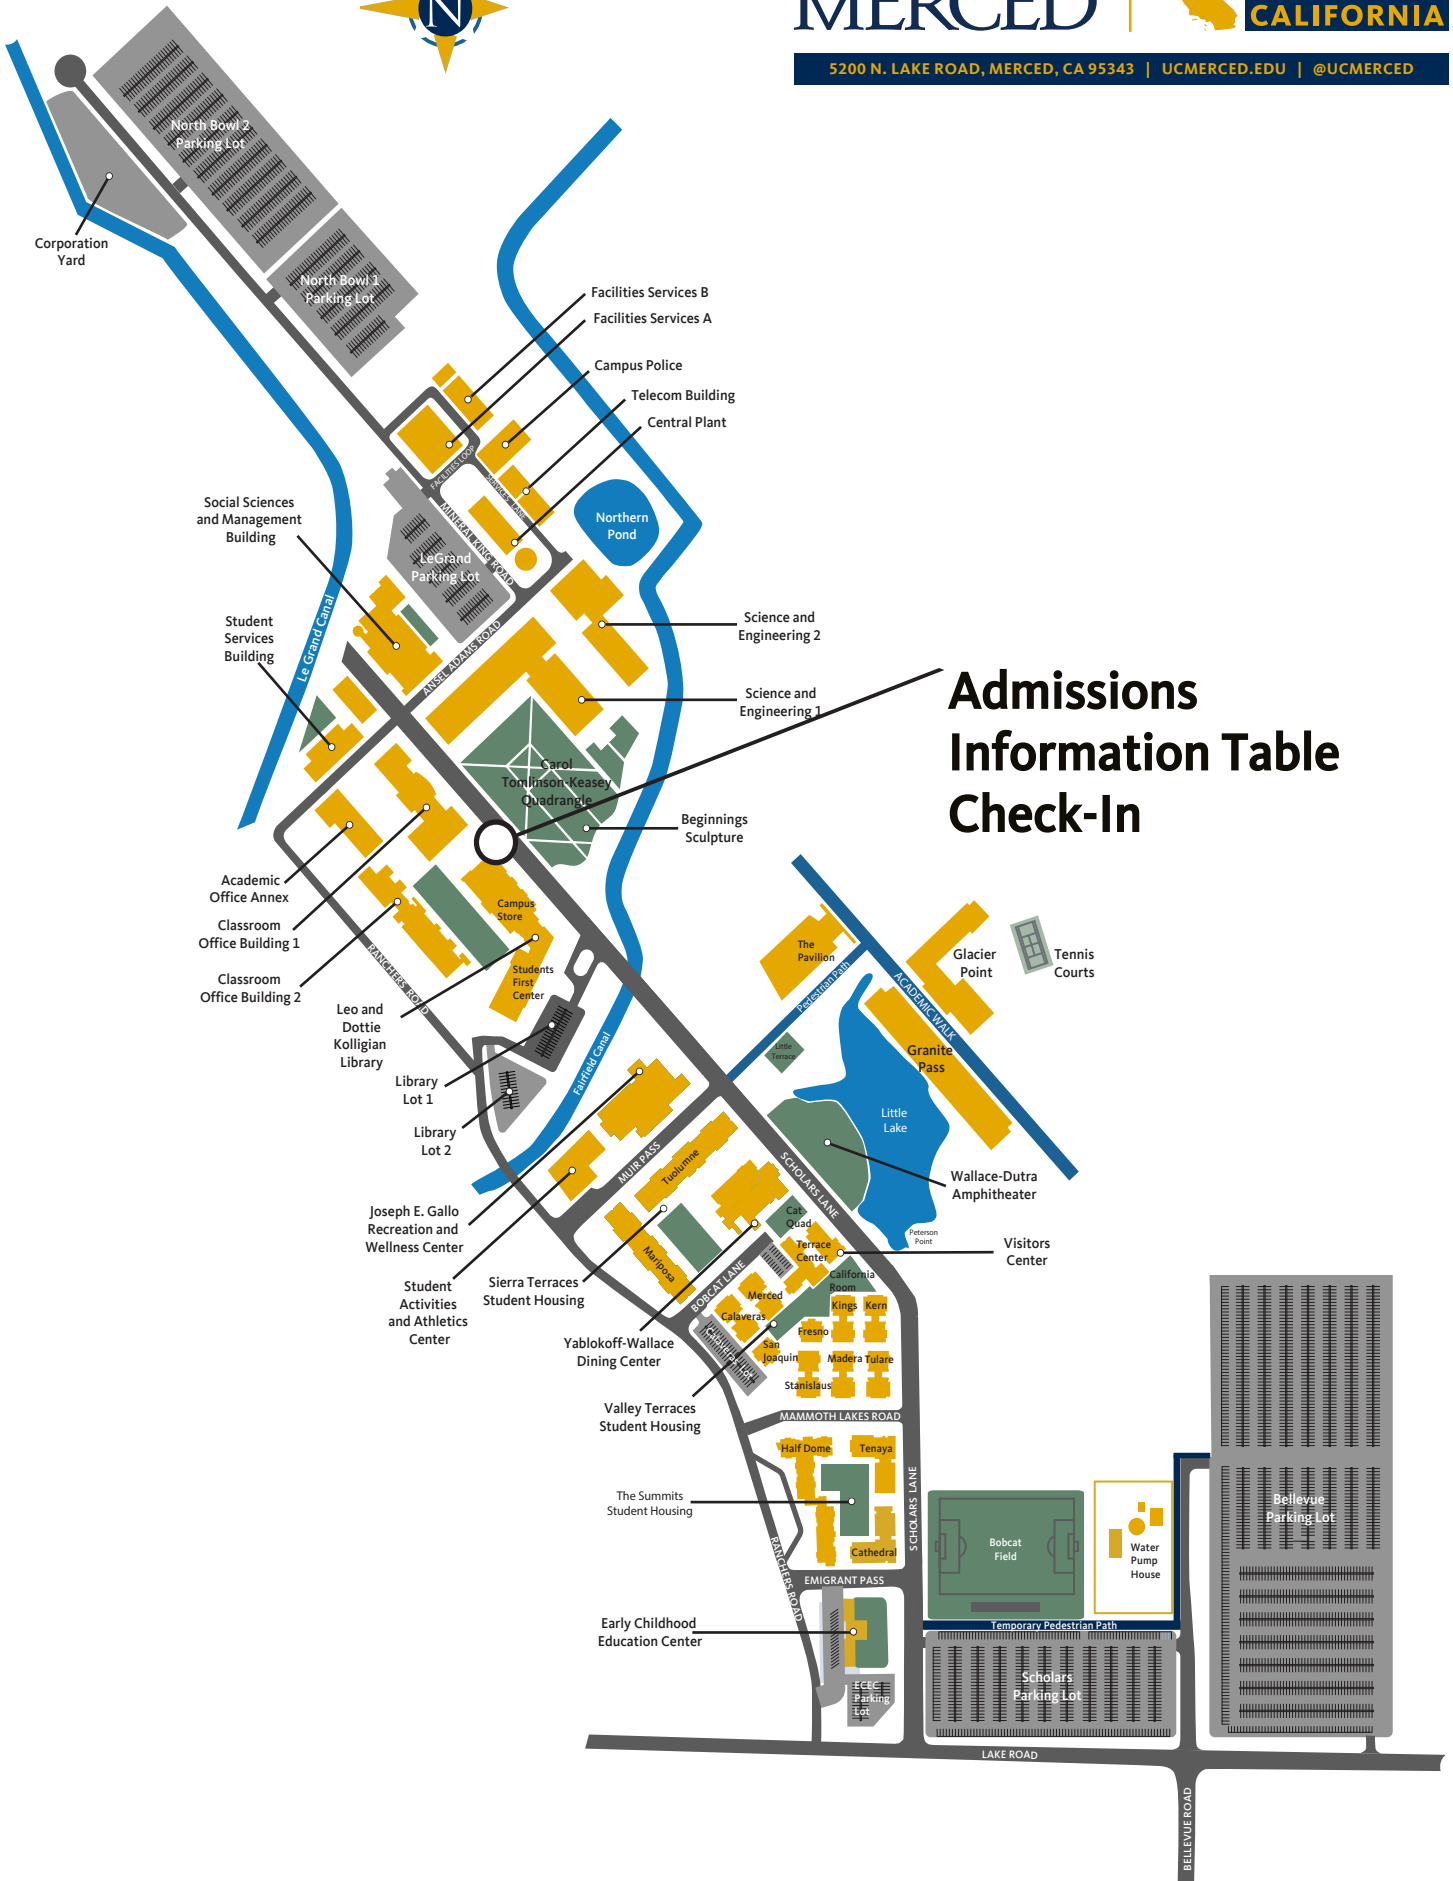 N
MERCED
CALIFORNIA
5200 N. LAKE ROAD, MERCED, CA 95343 | UCMERCED.EDU | @UCMERCED
North Bowl 2
Parking Lot
Corporation
Yard
North Bowl 1
Parking Lot
Facilities Services B
Facilities Services A
Campus Police
Telecom Building
Central Plant
FACILITIES LOOP
SERVICES LANE
MINERAL KING ROAD
Northern
Pond
Social Sciences
and Management
Building
LeGrand
Parking Lot
Le Grand Canal
Student
Services
Building
ANSEL ADAMS ROAD
Science and
Engineering 2
Science and
Engineering 1
Admissions
Information Table
Check-In
Carol
Tomlinson-Keasey
Quadrangle
Beginnings
Sculpture
Academic
Office Annex
Classroom
Office Building 1
Classroom
Office Building 2
Campus
Store
Students
First
Center
RANCHERS ROAD
Leo and
Dottie
Kolligian
Library
Library
Lot 1
Library
Lot 2
Fairfield Canal
The
Pavilion
Pedestrian Path
Glacier
Point
Tennis
Courts
ACADEMIC WALK
Granite
Pass
Little
Terrace
Little
Lake
Wallace-Dutra
Amphitheater
Peterson
Point
MUIR PASS
Tuolumne
SCHOLARS LANE
Joseph E. Gallo
Recreation and
Wellness Center
Student
Activities
and Athletics
Center
Sierra Terraces
Student Housing
Mariposa
Cat
Quad
Terrace
Center
Visitors
Center
California
Room
BOBCAT LANE
Merced
Calaveras
Kings
Kern
Fresno
San
Joaquin
Madera
Tulare
Stanislaus
Yablokoff-Wallace
Dining Center
Valley Terraces
Student Housing
MAMMOTH LAKES ROAD
Half Dome
Tenaya
The Summits
Student Housing
Cathedral
SCHOLARS LANE
RANCHERS ROAD
EMIGRANT PASS
Bobcat
Field
Water
Pump
House
Bellevue
Parking Lot
Temporary Pedestrian Path
Early Childhood
Education Center
ECEC
Parking
Lot
Scholars
Parking Lot
LAKE ROAD
BELLEVUE ROAD